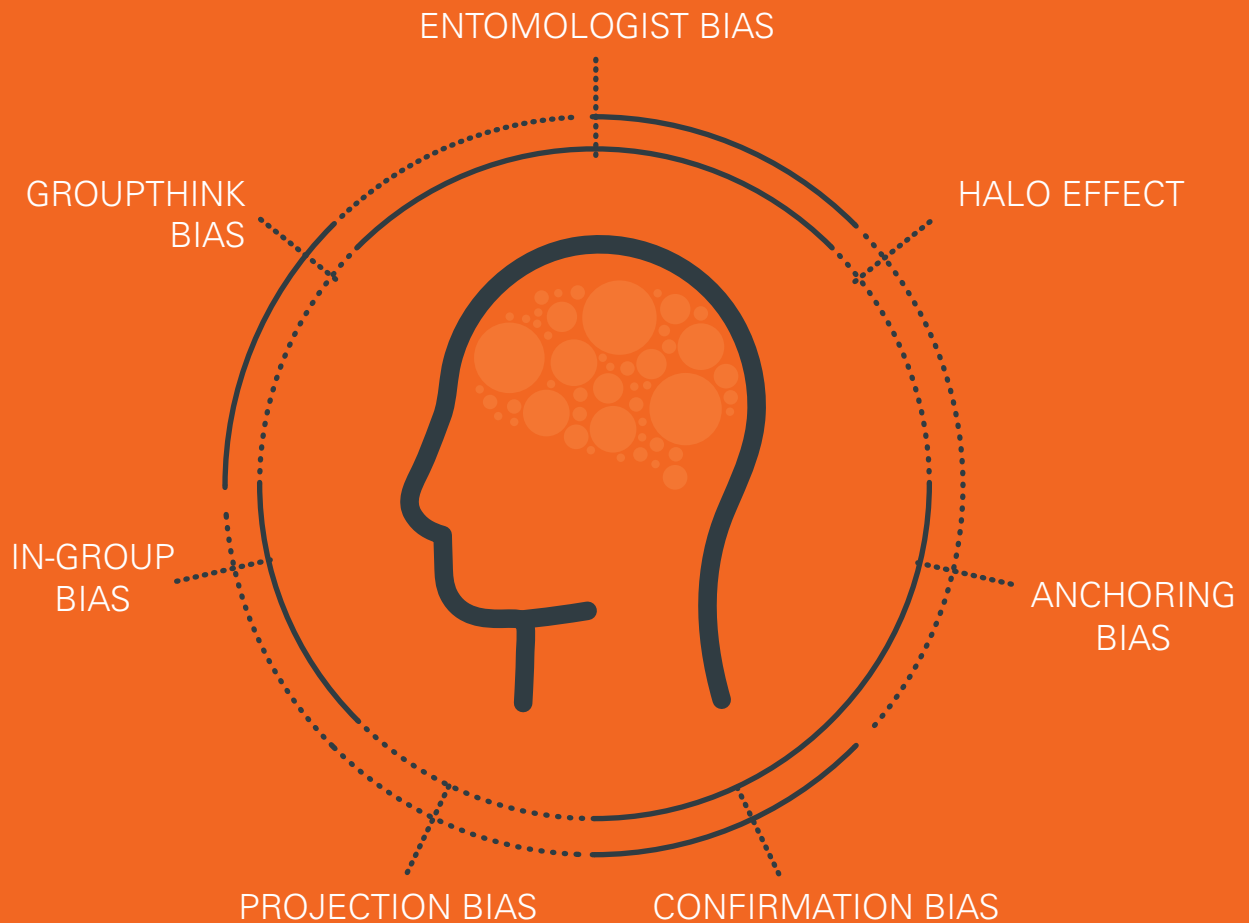 ENTOMOLOGIST BIAS
GROUPTHINK
BIAS
HALO EFFECT
IN-GROUP
BIAS
ANCHORING
BIAS
PROJECTION BIAS
CONFIRMATION BIAS